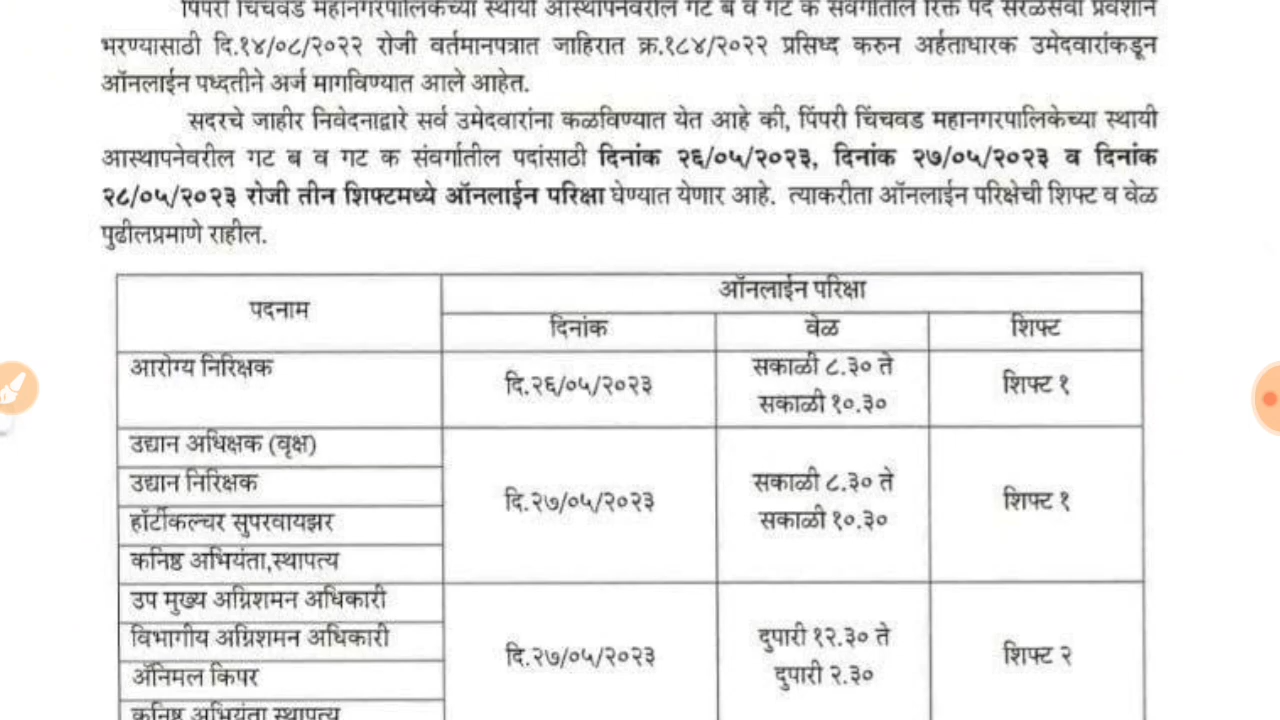 पिंपरी चिंचवड महानगरपालिकेच्या स्थायी आस्थापनेवरील गट ब व गट क संवर्गातील रिक्त पदे सरळसेवा प्रवेशाने
भरण्यासाठी दि.१४/०८/२०२२ रोजी वर्तमानपत्रात जाहिरात क्र.१८४/२०२२ प्रसिध्द करुन अर्हताधारक उमेदवारांकडून
ऑनलाईन पध्दतीने अर्ज मागविण्यात आले आहेत.
सदरचे जाहीर निवेदनाद्वारे सर्व उमेदवारांना कळविण्यात येत आहे की, पिंपरी चिंचवड महानगरपालिकेच्या स्थायी
आस्थापनेवरील गट ब व गट क संवर्गातील पदांसाठी दिनांक २६/०५/२०२३, दिनांक २७/०५/२०२३ व दिनांक
२८/०५/२०२३ रोजी तीन शिफ्टमध्ये ऑनलाईन परिक्षा घेण्यात येणार आहे. त्याकरीता ऑनलाईन परिक्षेची शिफ्ट व वेळ
पुढीलप्रमाणे राहील.
पदनाम
ऑनलाईन परिक्षा
दिनांक
वेळ
शिफ्ट
आरोग्य निरिक्षक
दि.२६/०५/२०२३
सकाळी ८.३० ते
सकाळी १०.३०
शिफ्ट १
उद्यान अधिक्षक (वृक्ष)
उद्यान निरिक्षक
हॉर्टीकल्चर सुपरवायझर
कनिष्ठ अभियंता,स्थापत्य
दि.२७/०५/२०२३
सकाळी ८.३० ते
सकाळी १०.३०
शिफ्ट १
उप मुख्य अग्निशमन अधिकारी
विभागीय अग्निशमन अधिकारी
ॲनिमल किपर
कनिष्ठ अभियंता स्थापत्य
दि.२७/०५/२०२३
दुपारी १२.३० ते
दुपारी २.३०
शिफ्ट २